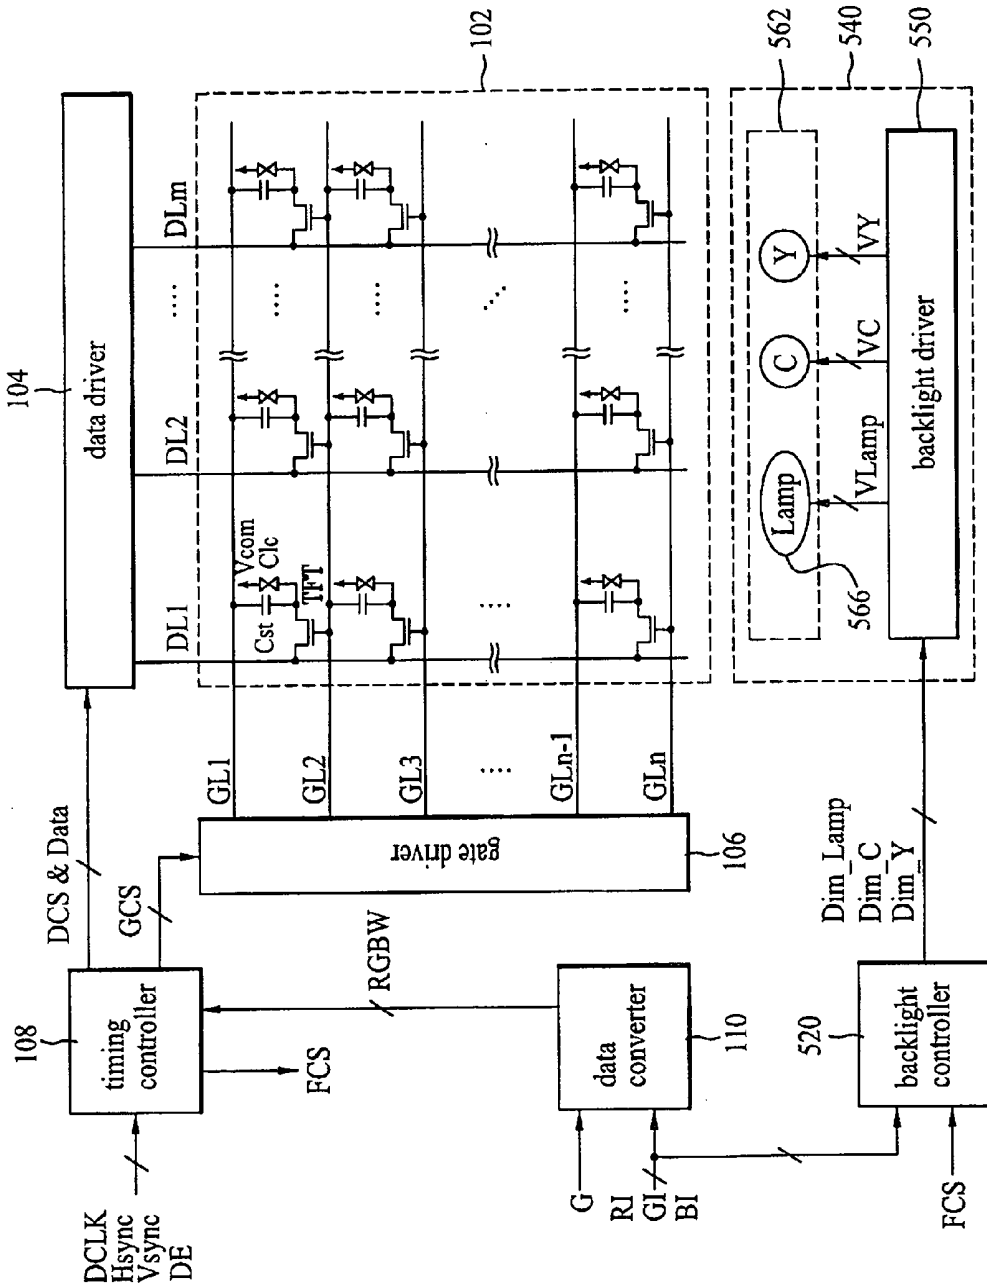 DCLK
Hsync
Vsync
DE
108
timing
controller
FCS
DCS & Data
GCS
RGBW
104
data driver
gate driver
106
GL1
GL2
GL3
....
GLn-1
GLn
DL1
DL2
....
DLm
Vcom
Clc
Cst
TFT
....
....
....
....
....
102
G
RI
GI
BI
data
converter
110
FCS
520
backlight
controller
Dim_Lamp
Dim_C
Dim_Y
Lamp
C
Y
566
VLamp
VC
VY
backlight driver
562
540
550